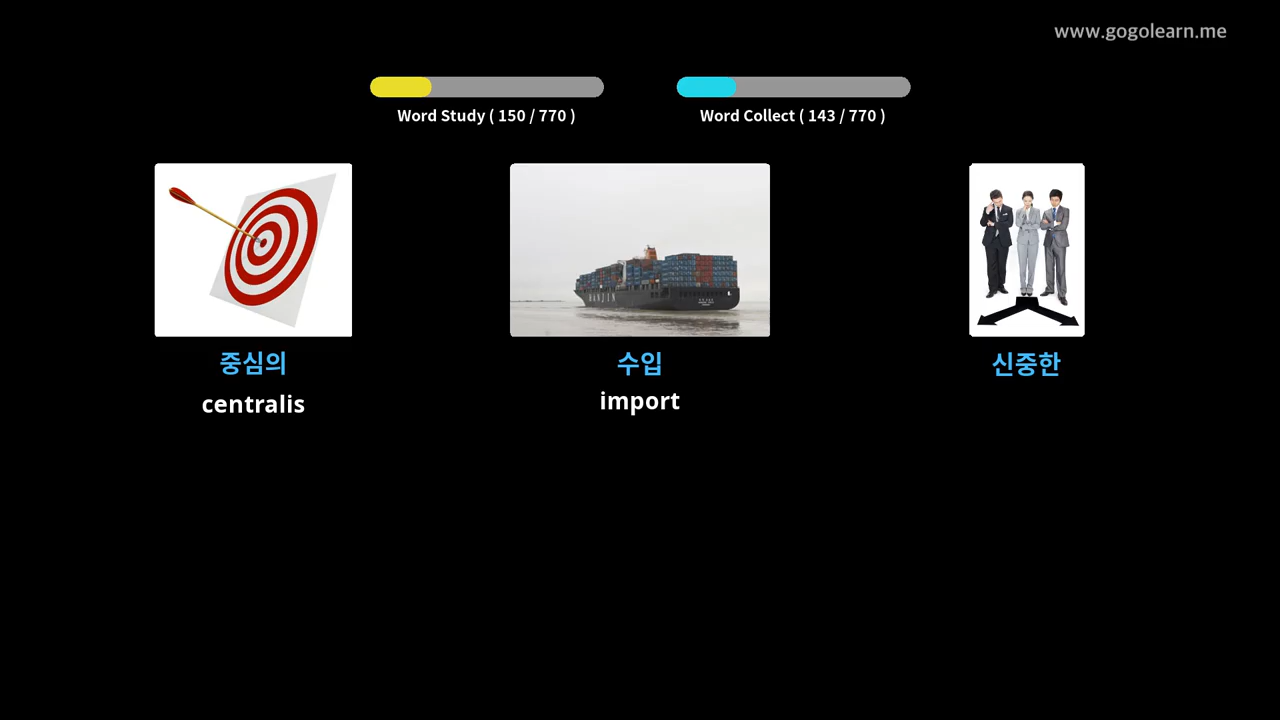 www.gogolearn.me
Word Study ( 150 / 770 )
Word Collect ( 143 / 770 )
HANJIN
중심의
수입
신중한
centralis
import